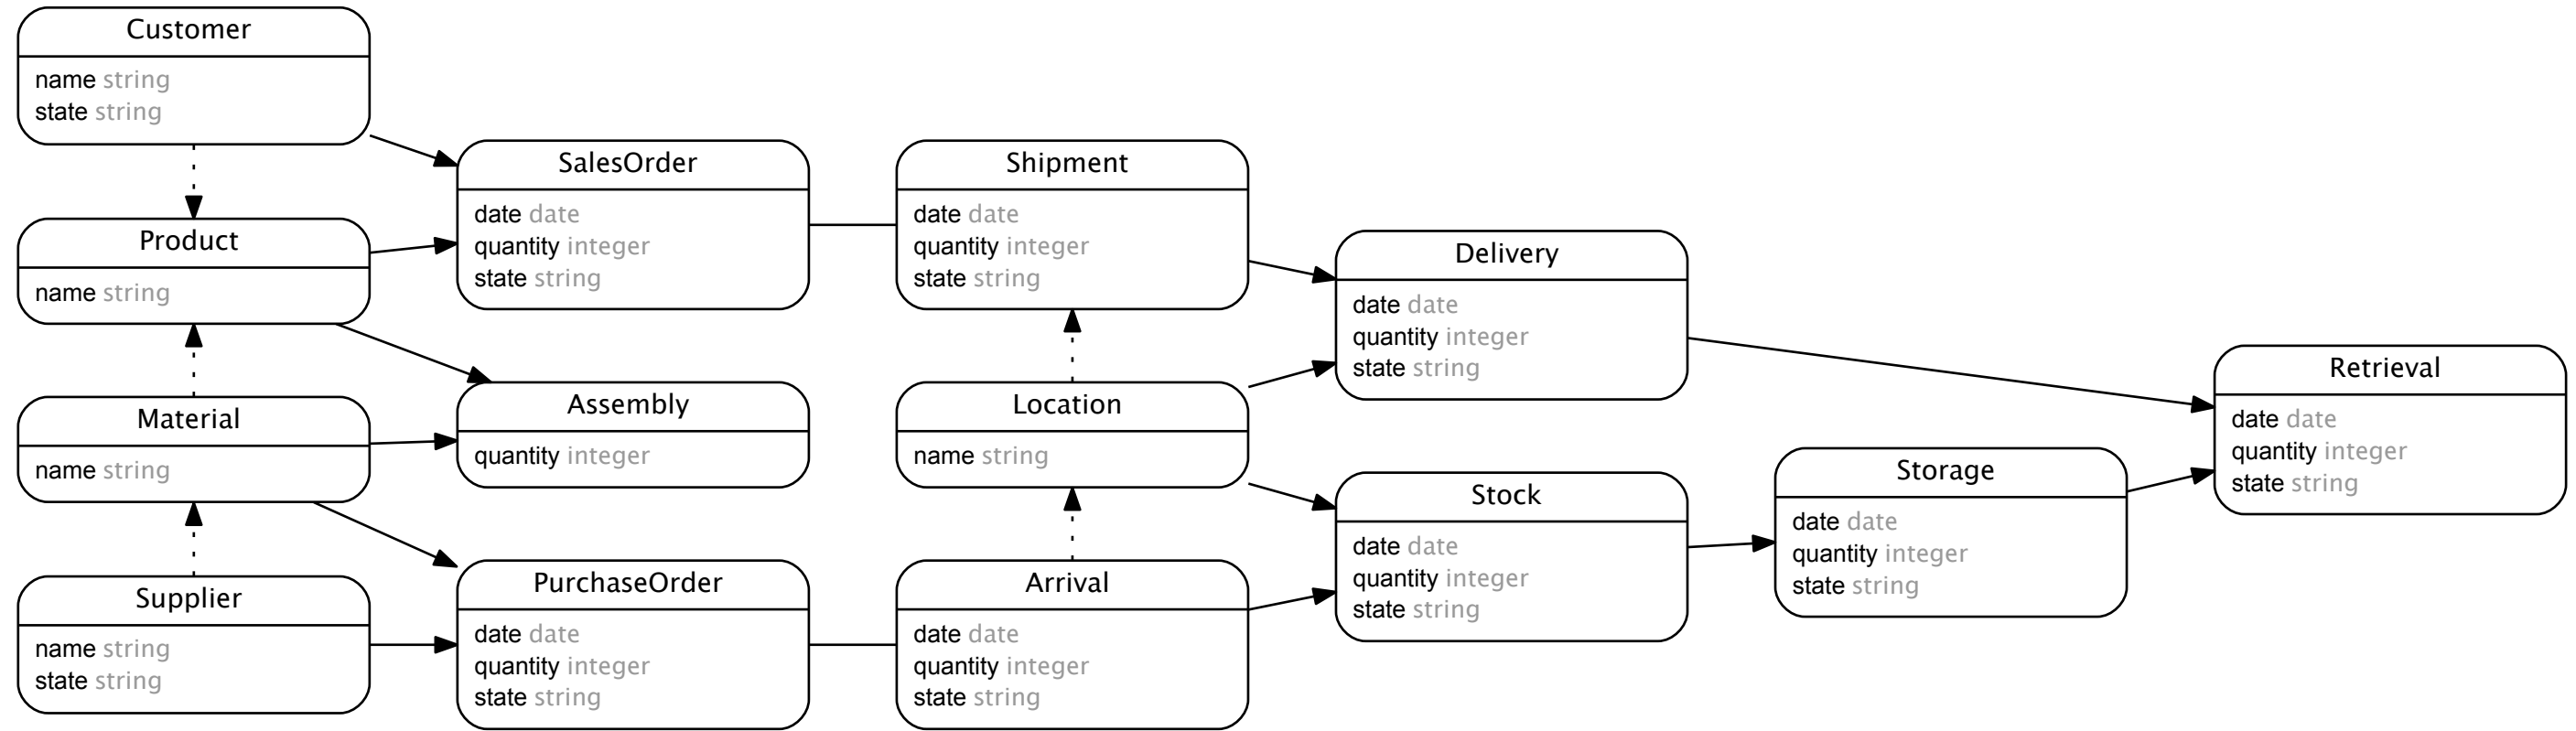 Customer
name string
state string
Product
name string
Material
name string
Supplier
name string
state string
SalesOrder
date date
quantity integer
state string
Assembly
quantity integer
PurchaseOrder
date date
quantity integer
state string
Shipment
date date
quantity integer
state string
Location
name string
Arrival
date date
quantity integer
state string
Delivery
date date
quantity integer
state string
Stock
date date
quantity integer
state string
Storage
date date
quantity integer
state string
Retrieval
date date
quantity integer
state string